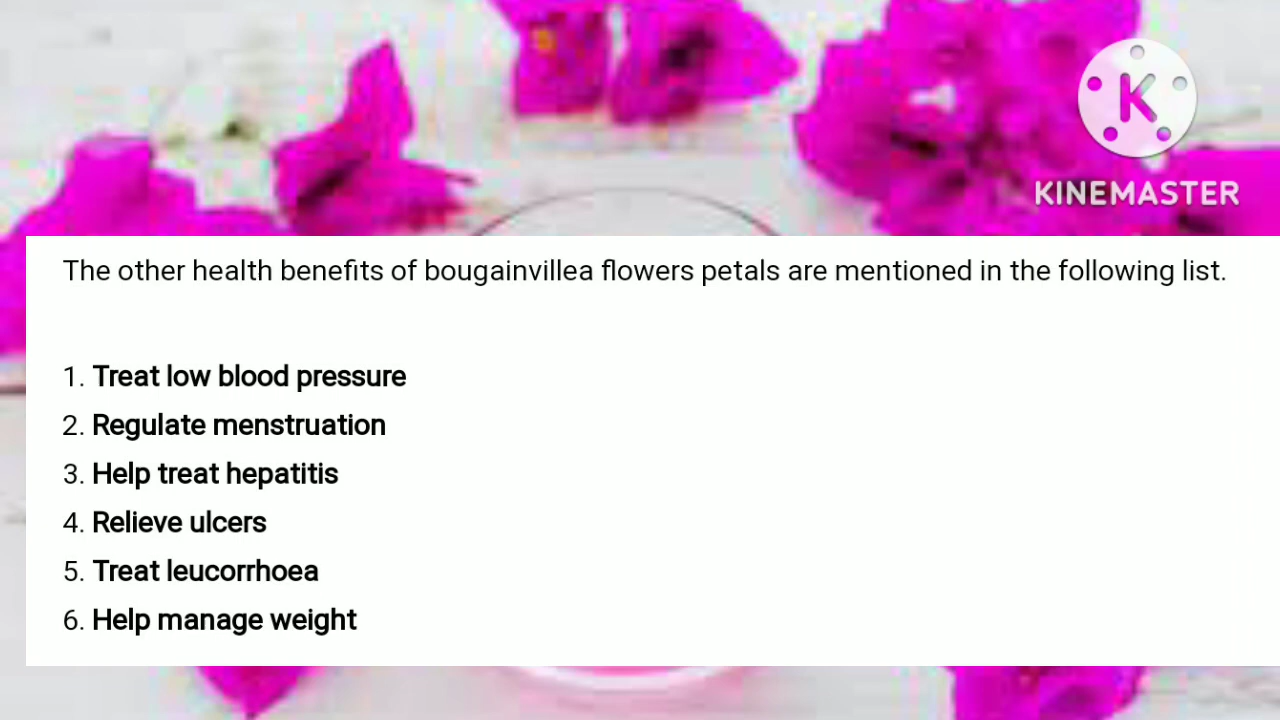 K
KINEMASTER
The other health benefits of bougainvillea flowers petals are mentioned in the following list.
1. Treat low blood pressure
2. Regulate menstruation
3. Help treat hepatitis
4. Relieve ulcers
5. Treat leucorrhoea
6. Help manage weight